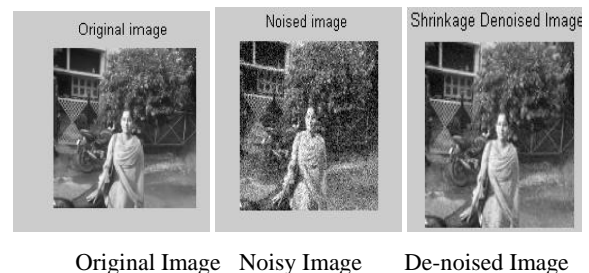 Original image
Noised image
Shrinkage Denoised Image
Original Image Noisy Image De-noised Image